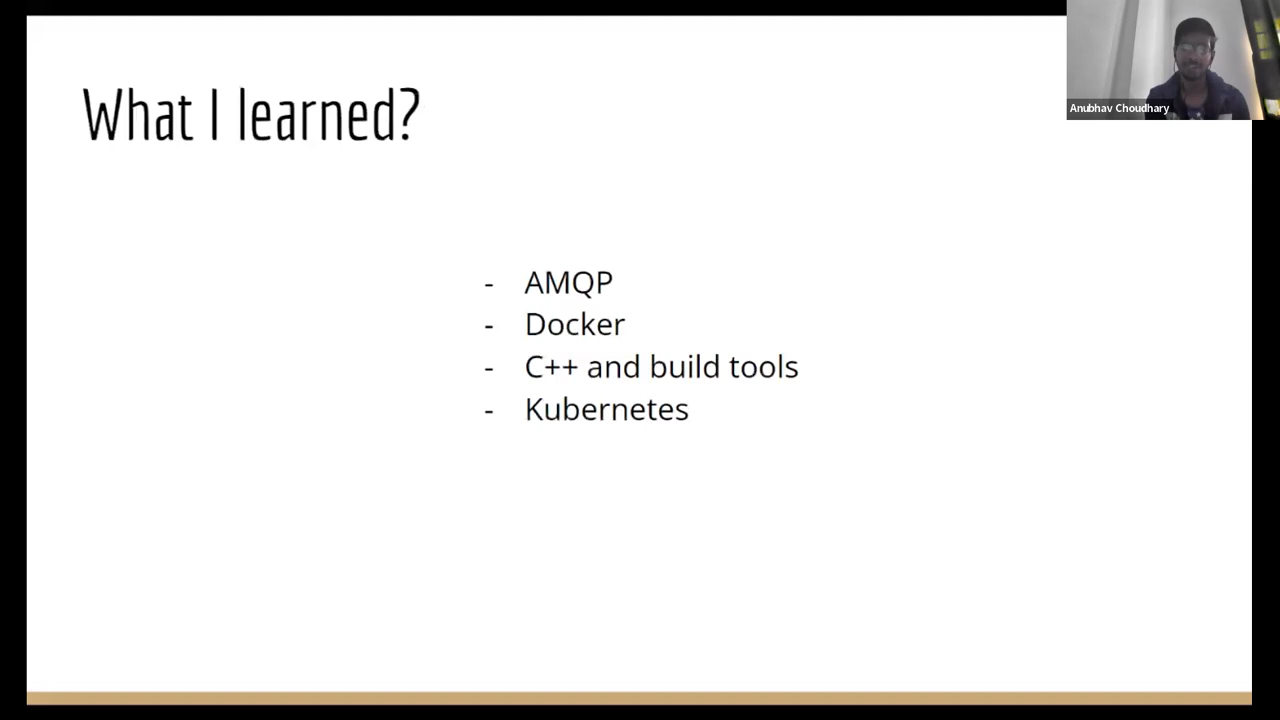 What I learned?
Anubhav Choudhary
- AMQP
- Docker
- C++ and build tools
- Kubernetes